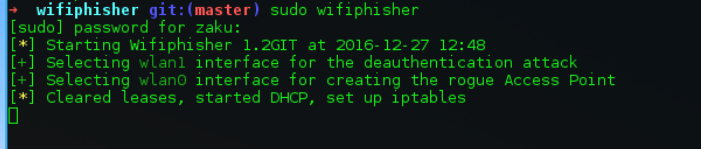 → wifiphisher git:(master) sudo wifiphisher
[sudo] password for zaku:
[*] Starting Wifiphisher 1.2GIT at 2016-12-27 12:48
[+] Selecting wlan1 interface for the deauthentication attack
[+] Selecting wlan0 interface for creating the rogue Access Point
[*] Cleared leases, started DHCP, set up iptables